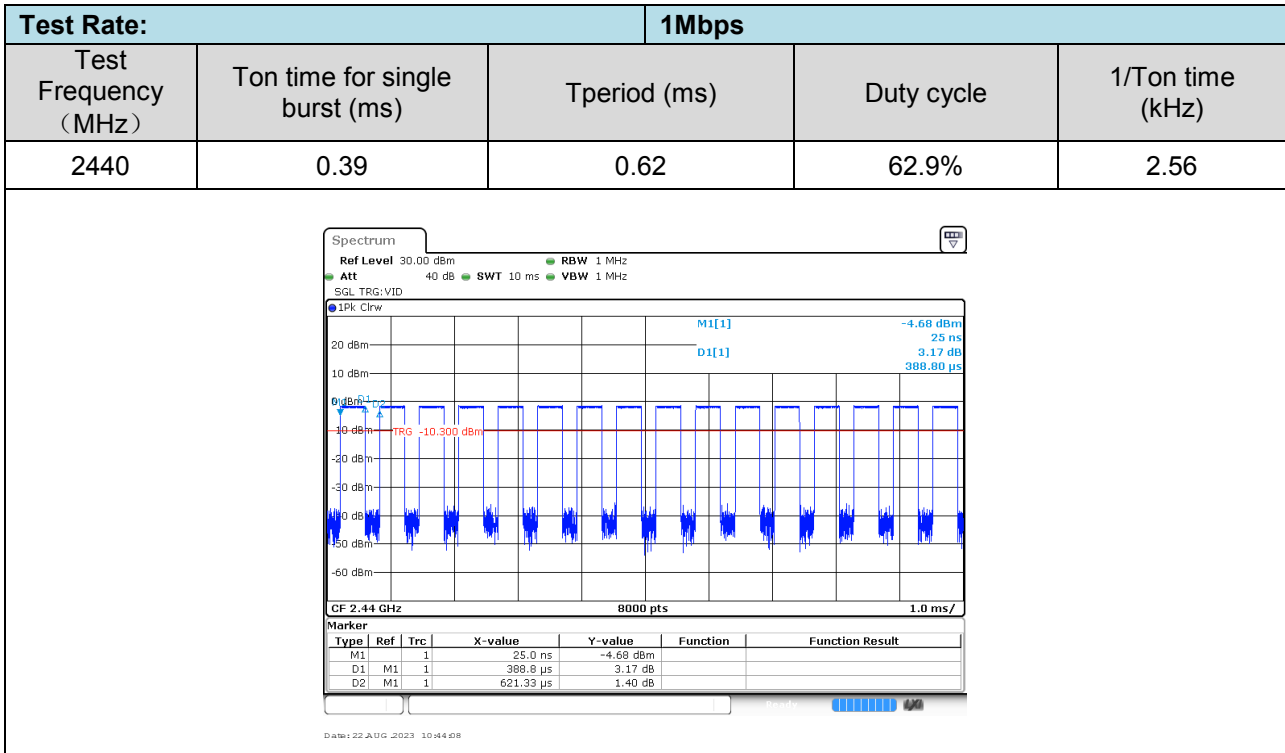 Test Rate: 1Mbps
Test Frequency （MHz） Ton time for single burst (ms) Tperiod (ms) Duty cycle 1/Ton time (kHz)
2440 0.39 0.62 62.9% 2.56
Spectrum
Ref Level 30.00 dBm RBW 1 MHz
Att 40 dB SWT 10 ms VBW 1 MHz
SGL TRG:VID
1Pk Clrw
M1[1] -4.68 dBm
25 ns
20 dBm
D1[1] 3.17 dB
388.80 µs
10 dBm
D1
D2
-10 dBm TRG -10.300 dBm
-20 dBm
-30 dBm
-50 dBm
-60 dBm
CF 2.44 GHz 8000 pts 1.0 ms/
Marker
Type Ref Trc X-value Y-value Function Function Result
M1 1 25.0 ns -4.68 dBm
D1 M1 1 388.8 µs 3.17 dB
D2 M1 1 621.33 µs 1.40 dB
Ready
Date: 22.AUG.2023 10:44:08